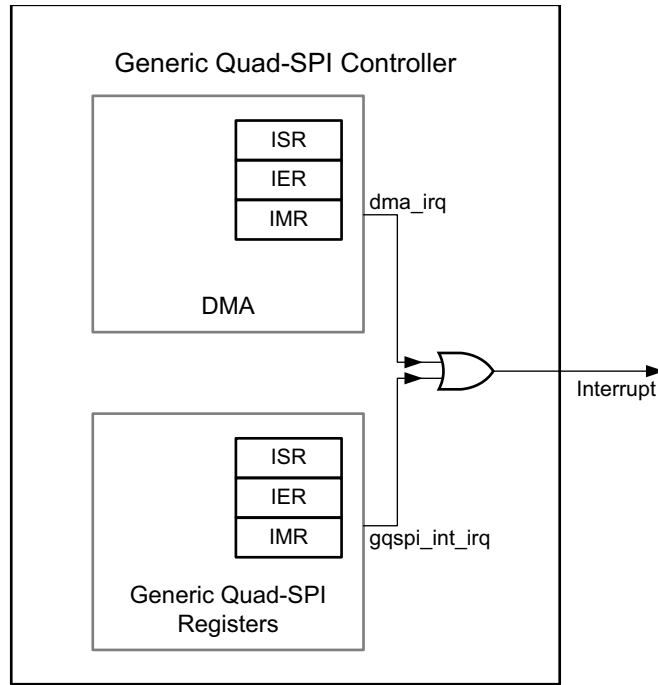 Generic Quad-SPI Controller
ISR
IER
IMR
dma_irq
DMA
Interrupt
ISR
IER
IMR
gqspi_int_irq
Generic Quad-SPI
Registers